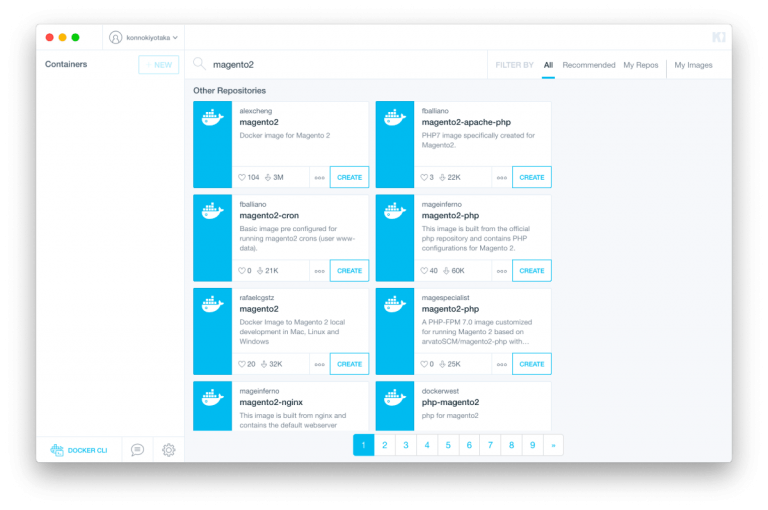 konnokiyotaka
Containers
+ NEW
magento2
FILTER BY All Recommended My Repos My Images
Other Repositories
alexcheng
magento2
Docker image for Magento 2
104 3M CREATE
fballiano
magento2-apache-php
PHP7 image specifically created for
Magento2.
3 22K CREATE
fballiano
magento2-cron
Basic image pre configured for
running magento2 crons (user www-
data).
0 21K CREATE
mageinferno
magento2-php
This image is built from the official
php repository and contains PHP
configurations for Magento 2.
40 60K CREATE
rafaelcgstz
magento2
Docker Image to Magento 2 local
development in Mac, Linux and
Windows
20 32K CREATE
magespecialist
magento2-php
A PHP-FPM 7.0 image customized
for running Magento 2 based on
arvatoSCM/magento2-php with...
0 25K CREATE
mageinferno
magento2-nginx
This image is built from nginx and
contains the default webserver
dockerwest
php-magento2
php for magento2
1 2 3 4 5 6 7 8 9 »
DOCKER CLI